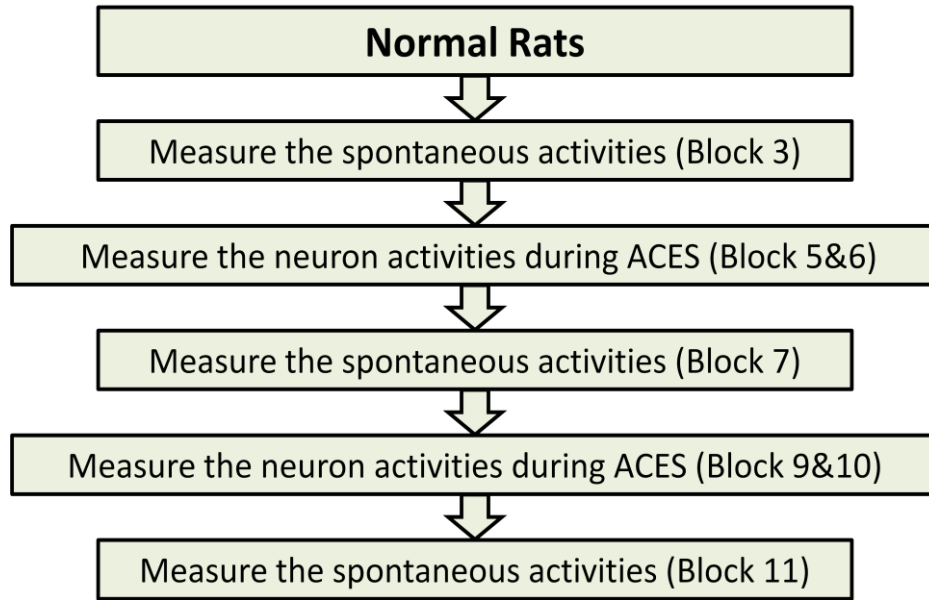 Normal Rats
Measure the spontaneous activities (Block 3)
Measure the neuron activities during ACES (Block 5&6)
Measure the spontaneous activities (Block 7)
Measure the neuron activities during ACES (Block 9&10)
Measure the spontaneous activities (Block 11)